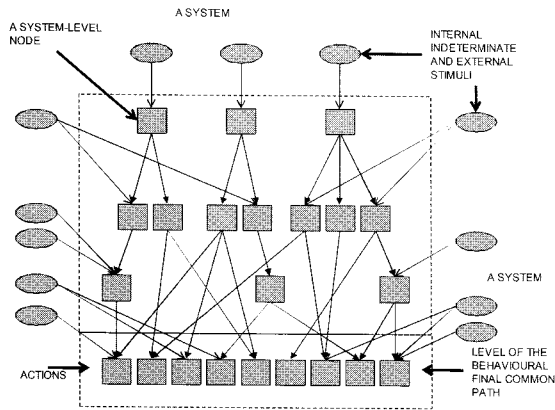 A SYSTEM
A SYSTEM-LEVEL
NODE
INTERNAL
INDETERMINATE
AND EXTERNAL
STIMULI
A SYSTEM
ACTIONS
LEVEL OF THE
BEHAVIOURAL
FINAL COMMON
PATH